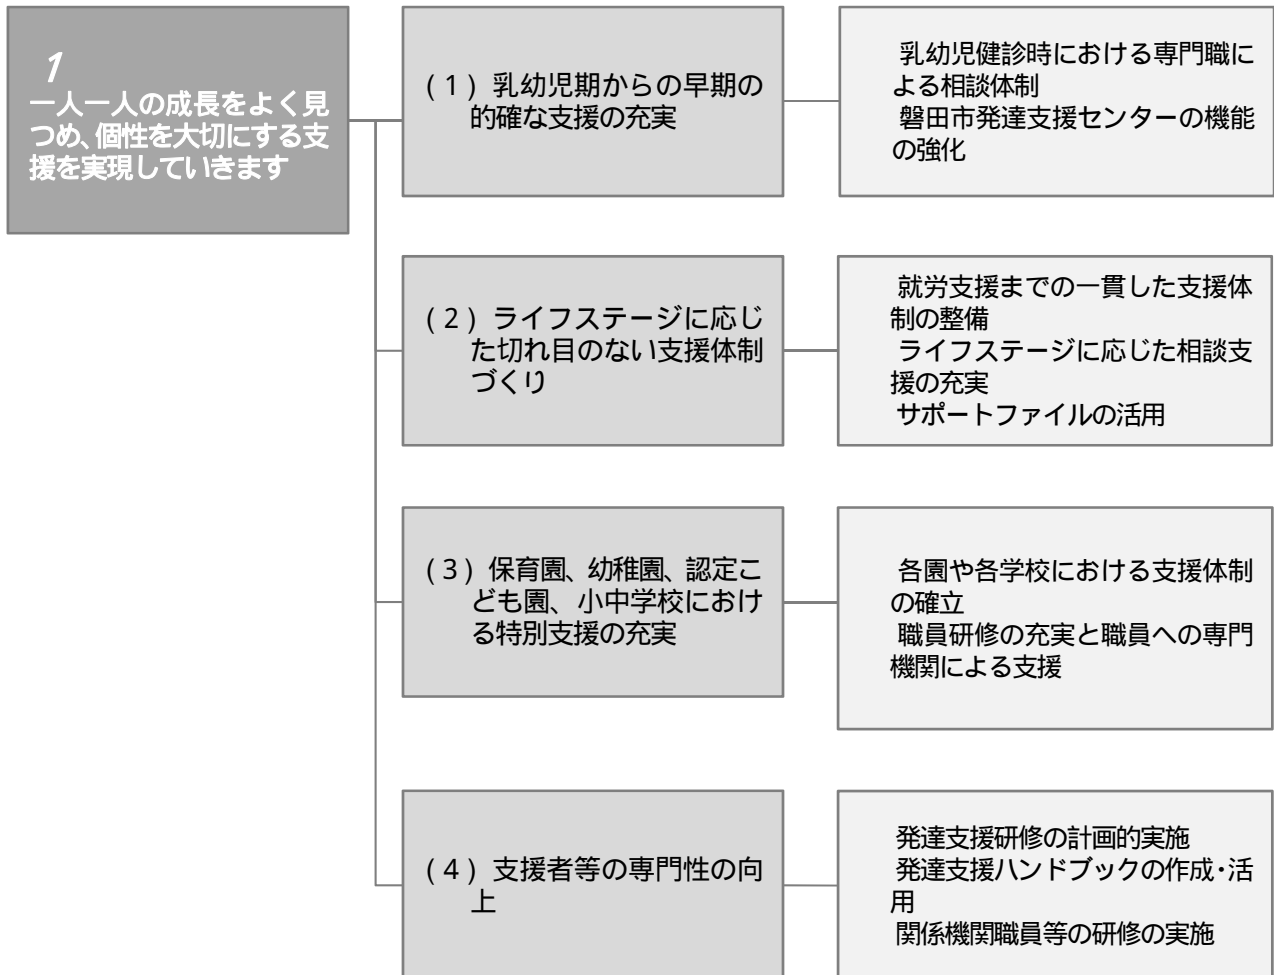 1
一人一人の成長をよく見
つめ、個性を大切にする支
援を実現していきます
(1) 乳幼児期からの早期の
的確な支援の充実
乳幼児健診時における専門職に
よる相談体制
磐田市発達支援センターの機能
の強化
(2) ライフステージに応じ
た切れ目のない支援体制
づくり
就労支援までの一貫した支援体
制の整備
ライフステージに応じた相談支
援の充実
サポートファイルの活用
(3) 保育園、幼稚園、認定こ
ども園、小中学校におけ
る特別支援の充実
各園や各学校における支援体制
の確立
職員研修の充実と職員への専門
機関による支援
(4) 支援者等の専門性の向
上
発達支援研修の計画的実施
発達支援ハンドブックの作成・活
用
関係機関職員等の研修の実施